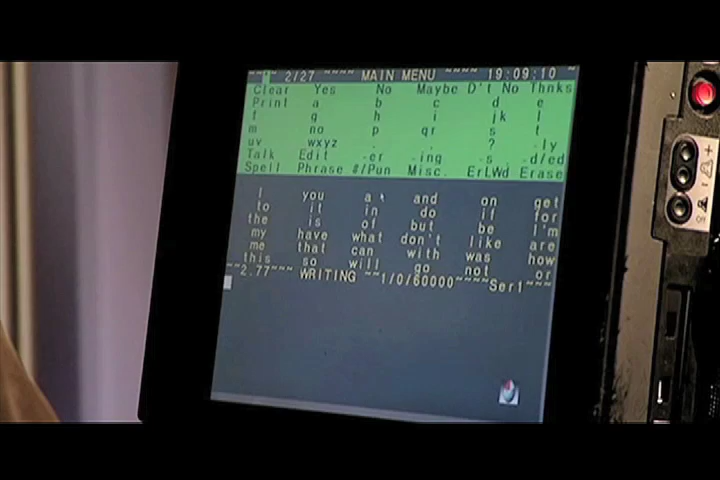 ~~ 2/27 ~~~~ MAIN MENU ~~~~ 19:09:10 ~
Clear Yes No Maybe D't No Thnks
Print a b c d e
f g h i jk l
m no p qr s t
uv wxyz . , ? -ly
Talk Edit -er -ing -s -d/ed
Spell Phrase #/Pun Misc. ErLWd Erase
I you a and on get
to it in do if for
the is of but be I'm
my have what don't like are
me that can with was how
this so will go not or
~~2.77~~~ WRITING ~~1/0/60000~~~~Ser1~~~